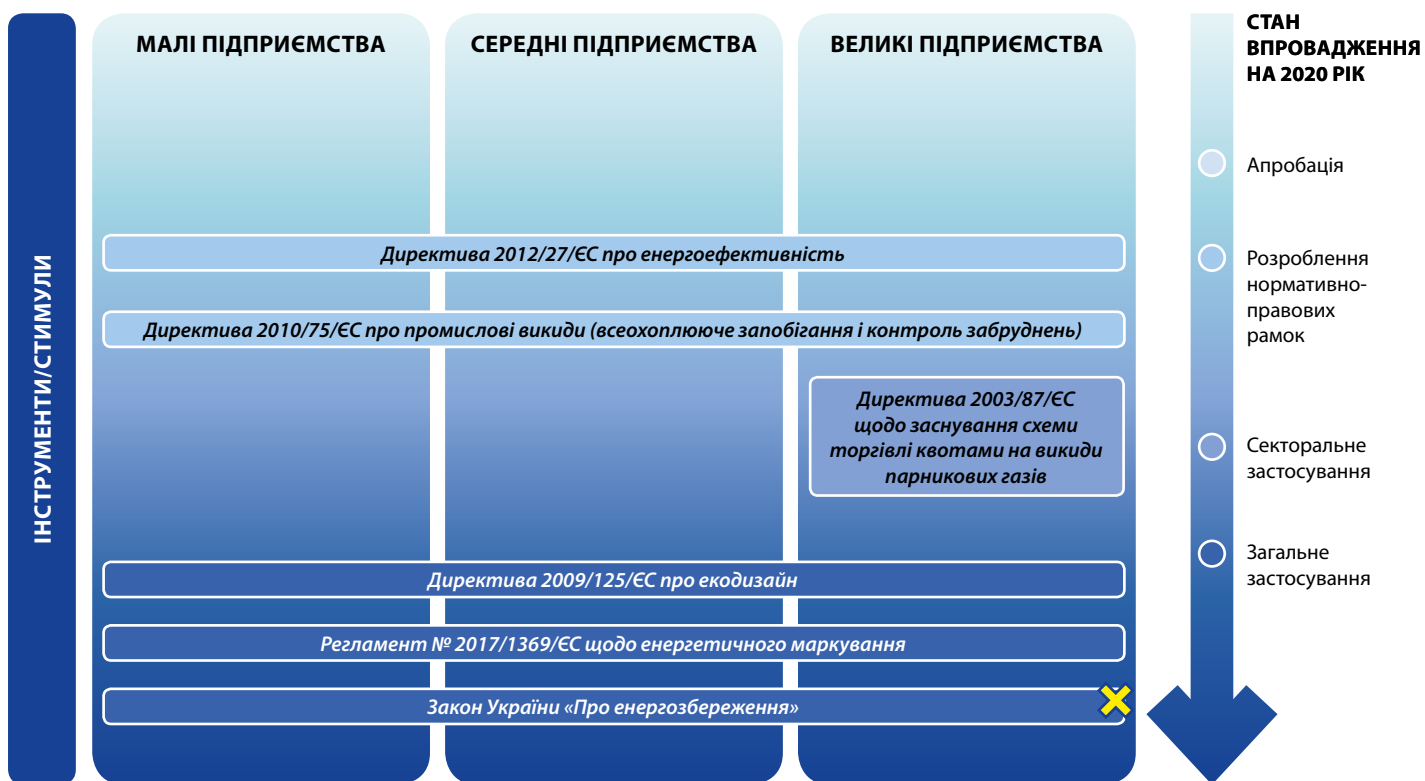 ІНСТРУМЕНТИ/СТИМУЛИ
МАЛІ ПІДПРИЄМСТВА
СЕРЕДНІ ПІДПРИЄМСТВА
ВЕЛИКІ ПІДПРИЄМСТВА
Директива 2012/27/ЄС про енергоефективність
Директива 2010/75/ЄС про промислові викиди (всеохоплююче запобігання і контроль забруднень)
Директива 2003/87/ЄС
щодо заснування схеми
торгівлі квотами на викиди
парникових газів
Директива 2009/125/ЄС про екодизайн
Регламент № 2017/1369/ЄС щодо енергетичного маркування
Закон України «Про енергозбереження»
СТАН
ВПРОВАДЖЕННЯ
НА 2020 РІК
Апробація
Розроблення
нормативно-
правових
рамок
Секторальне
застосування
Загальне
застосування